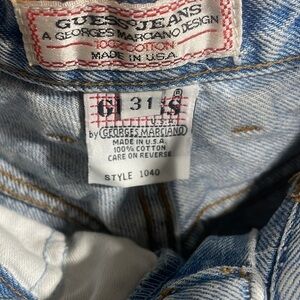 GUESS JEANS
A GEORGES MARCIANO DESIGN
100% COTTON
MADE IN U.S.A.
31
U.S.A.
by GEORGES MARCIANO
MADE IN U.S.A.
100% COTTON
CARE ON REVERSE
STYLE 1040